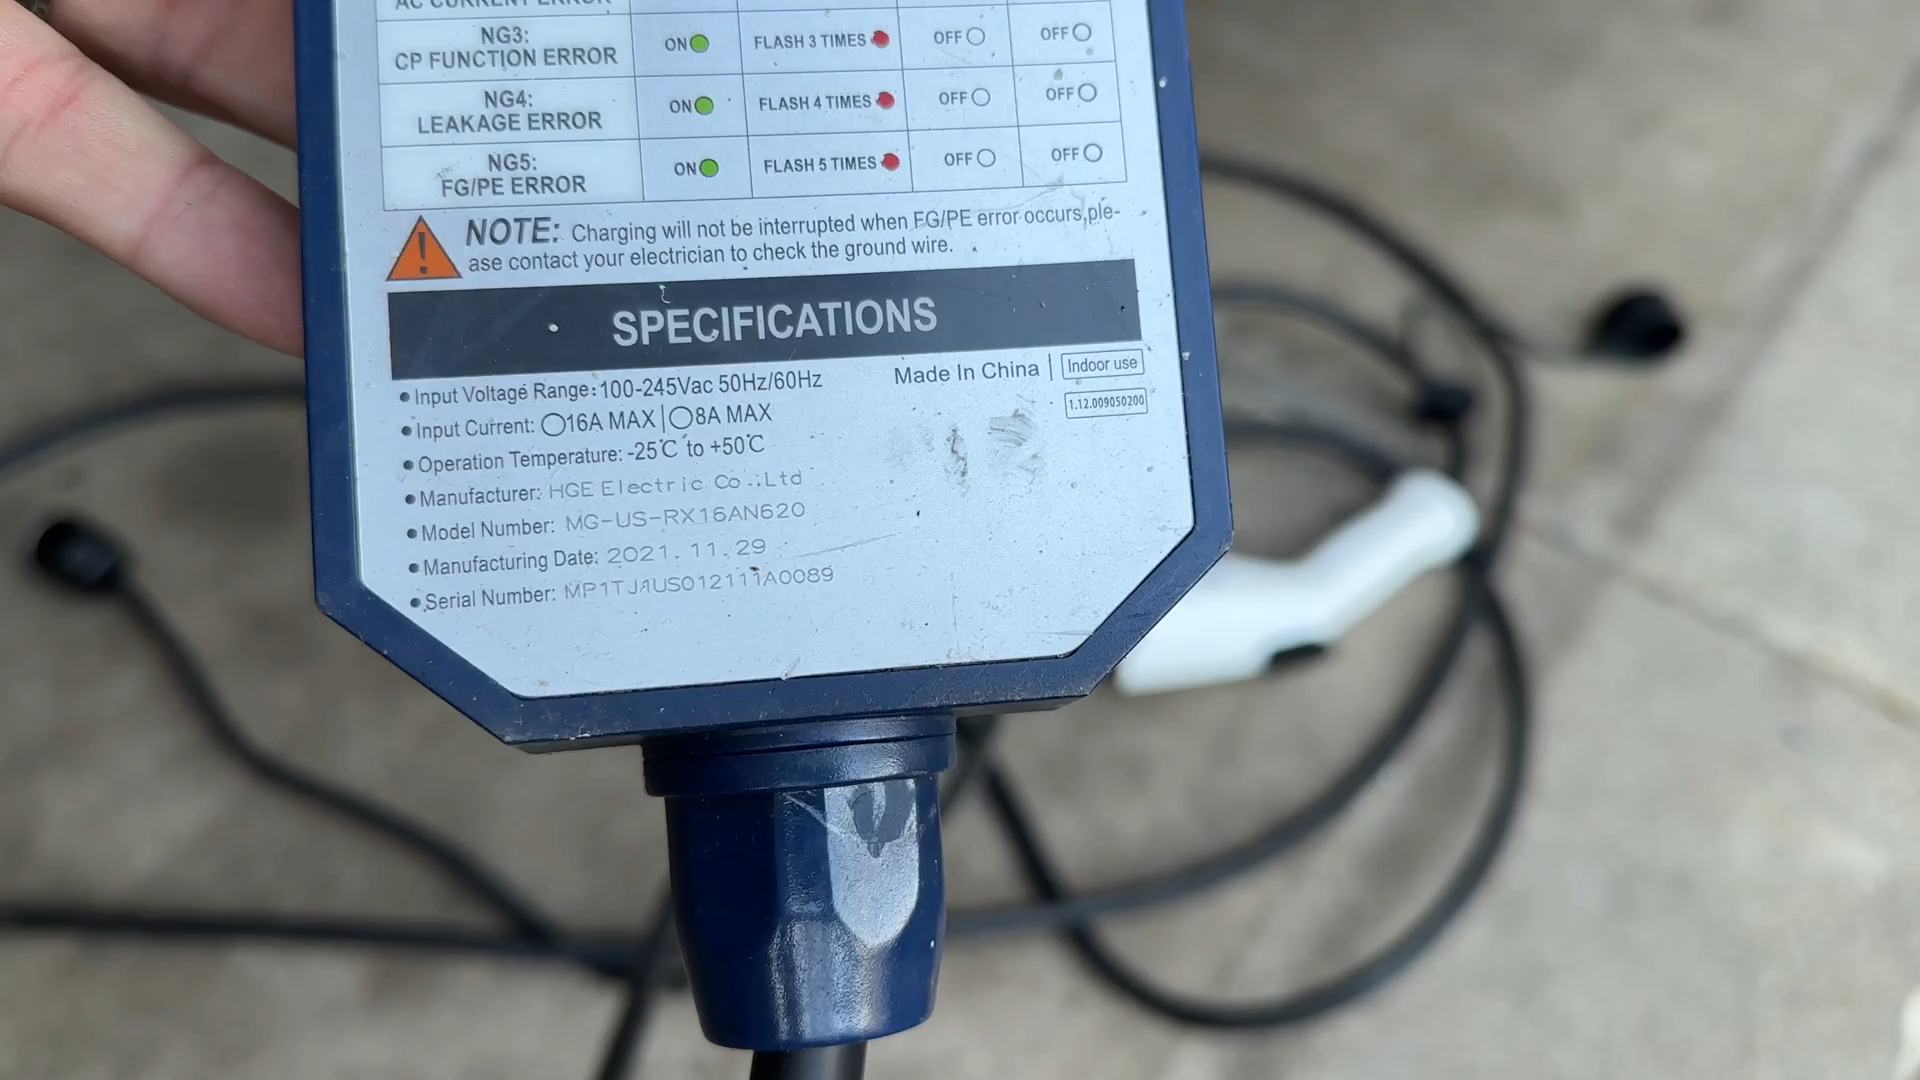 AC CURRENT ERROR
NG3:
CP FUNCTION ERROR
ON
FLASH 3 TIMES
OFF
OFF
NG4:
LEAKAGE ERROR
ON
FLASH 4 TIMES
OFF
OFF
NG5:
FG/PE ERROR
ON
FLASH 5 TIMES
OFF
OFF
NOTE: Charging will not be interrupted when FG/PE error occurs,ple-
ase contact your electrician to check the ground wire.
SPECIFICATIONS
• Input Voltage Range:100-245Vac 50Hz/60Hz
• Input Current: ○16A MAX | ○8A MAX
• Operation Temperature: -25℃ to +50℃
• Manufacturer: HGE Electric Co.,Ltd
• Model Number: MG-US-RX16AN620
• Manufacturing Date: 2021.11.29
• Serial Number: MP1TJ1US012111A0089
Made In China | Indoor use
1.12.009050200